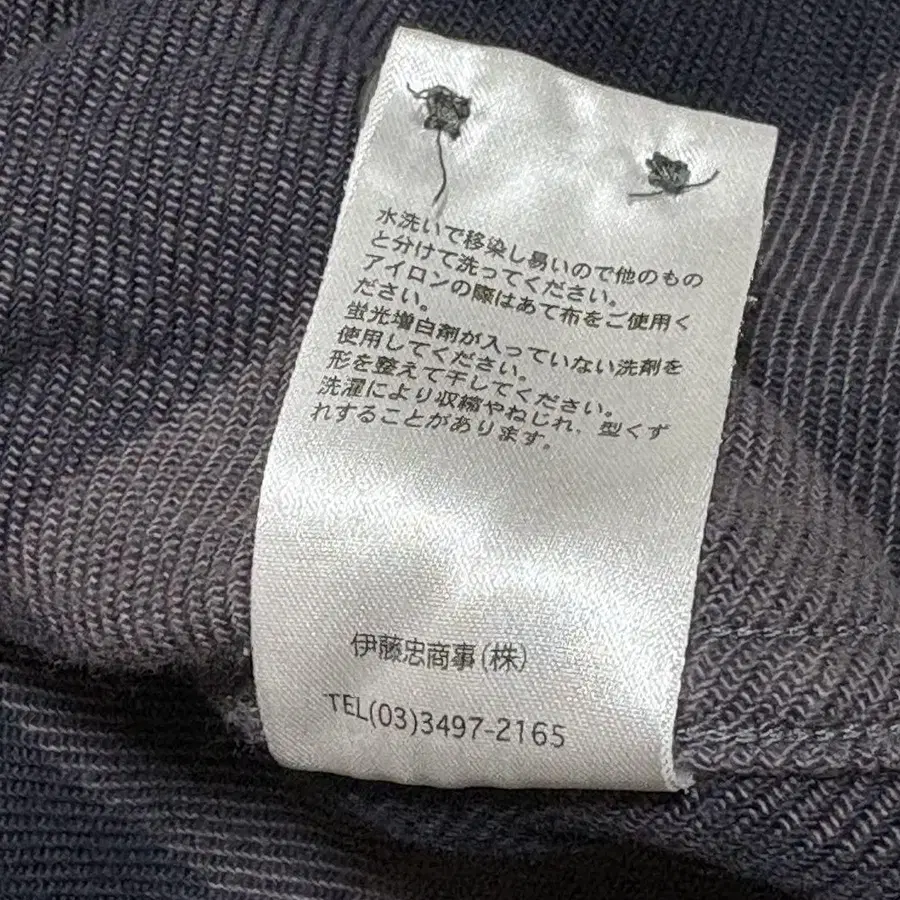 水洗いで移染し易いので他のもの
と分けて洗ってください。
アイロンの際はあて布をご使用く
ださい。
蛍光増白剤が入っていない洗剤を
使用してください。
形を整えて干してください。
洗濯により収縮やねじれ、型くず
れすることがあります。
伊藤忠商事(株)
TEL(03)3497-2165